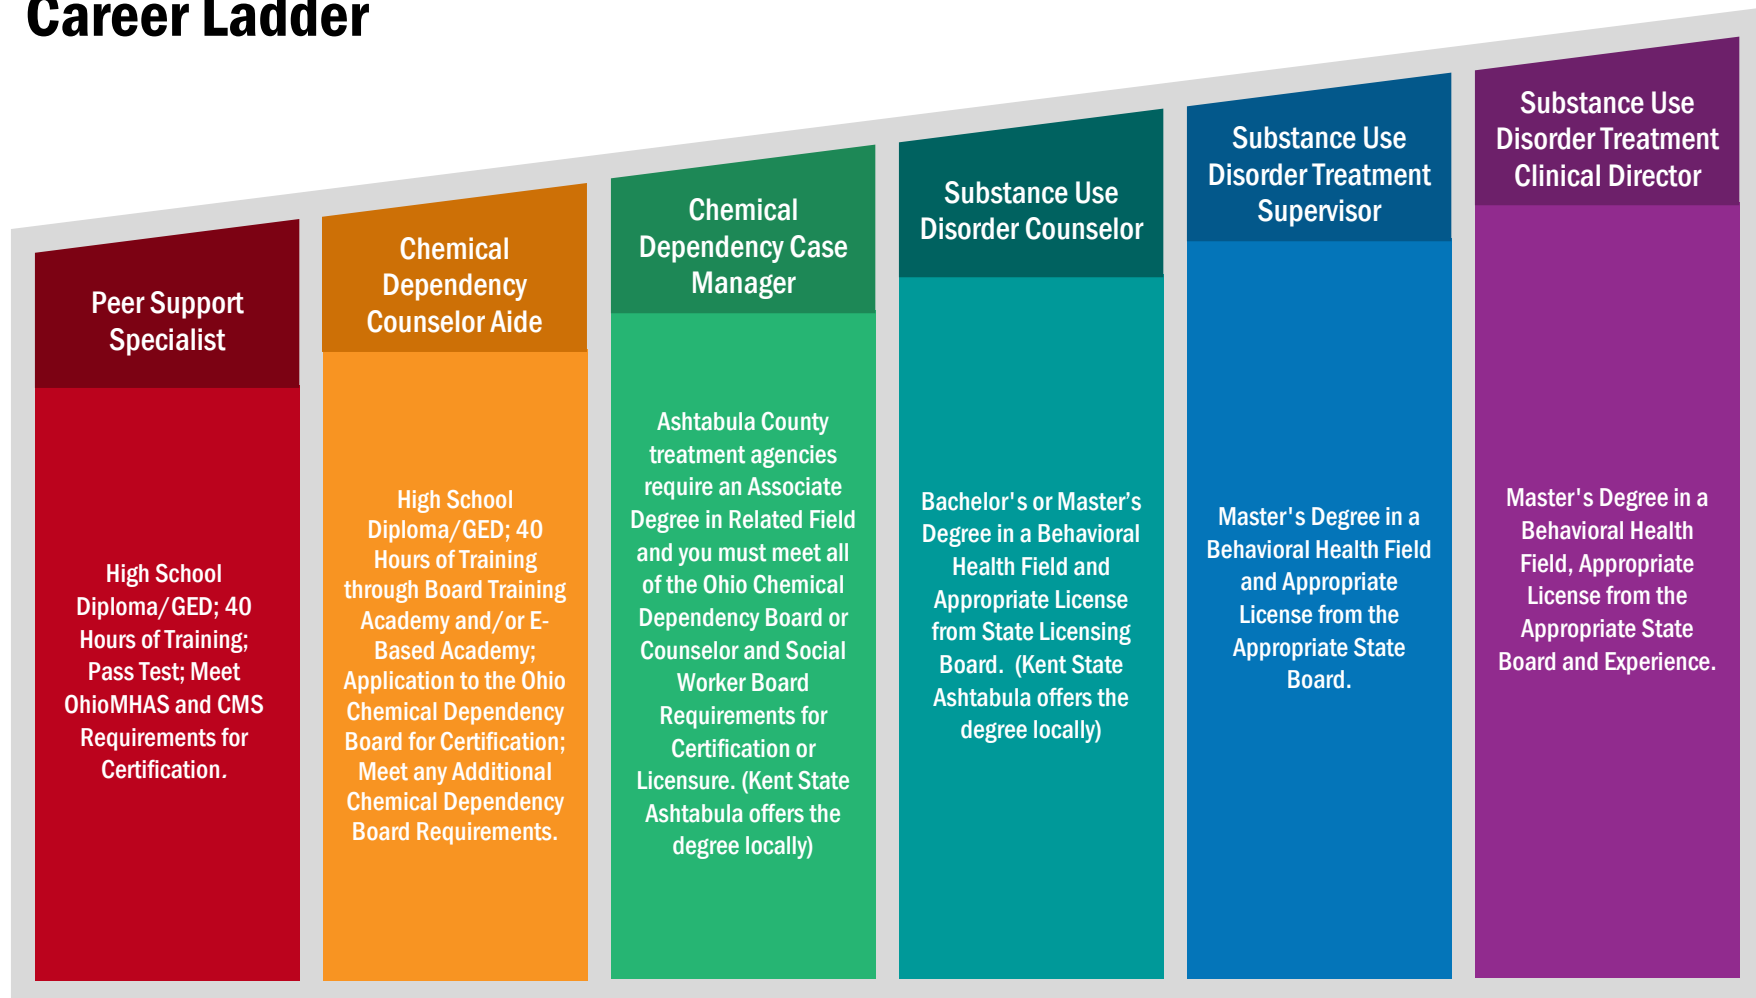 Career Ladder
Peer Support
Specialist
High School
Diploma/GED; 40
Hours of Training;
Pass Test; Meet
OhioMHAS and CMS
Requirements for
Certification.
Chemical
Dependency
Counselor Aide
High School
Diploma/GED; 40
Hours of Training
through Board Training
Academy and/or E-
Based Academy;
Application to the Ohio
Chemical Dependency
Board for Certification;
Meet any Additional
Chemical Dependency
Board Requirements.
Chemical
Dependency Case
Manager
Ashtabula County
treatment agencies
require an Associate
Degree in Related Field
and you must meet all
of the Ohio Chemical
Dependency Board or
Counselor and Social
Worker Board
Requirements for
Certification or
Licensure. (Kent State
Ashtabula offers the
degree locally)
Substance Use
Disorder Counselor
Bachelor's or Master’s
Degree in a Behavioral
Health Field and
Appropriate License
from State Licensing
Board.  (Kent State
Ashtabula offers the
degree locally)
Substance Use
Disorder Treatment
Supervisor
Master's Degree in a
Behavioral Health Field
and Appropriate
License from the
Appropriate State
Board.
Substance Use
Disorder Treatment
Clinical Director
Master's Degree in a
Behavioral Health
Field, Appropriate
License from the
Appropriate State
Board and Experience.